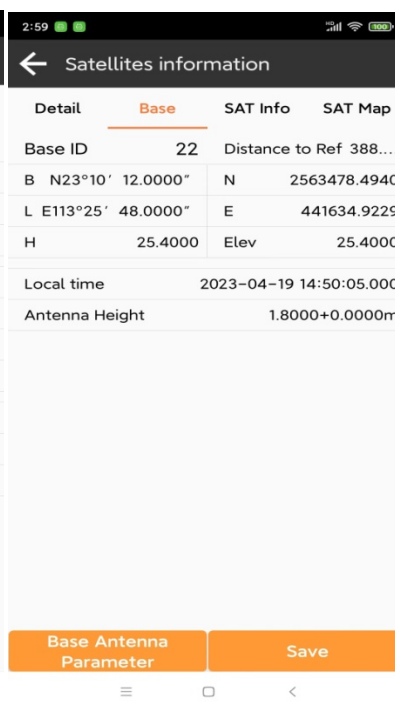 2:59 HD 100
Satellites information
Detail Base SAT Info SAT Map
Base ID 22 Distance to Ref 388...
B N23°10′ 12.0000″ N 2563478.4940
L E113°25′ 48.0000″ E 441634.9229
H 25.4000 Elev 25.4000
Local time 2023-04-19 14:50:05.000
Antenna Height 1.8000+0.0000m
Base Antenna
Parameter
Save